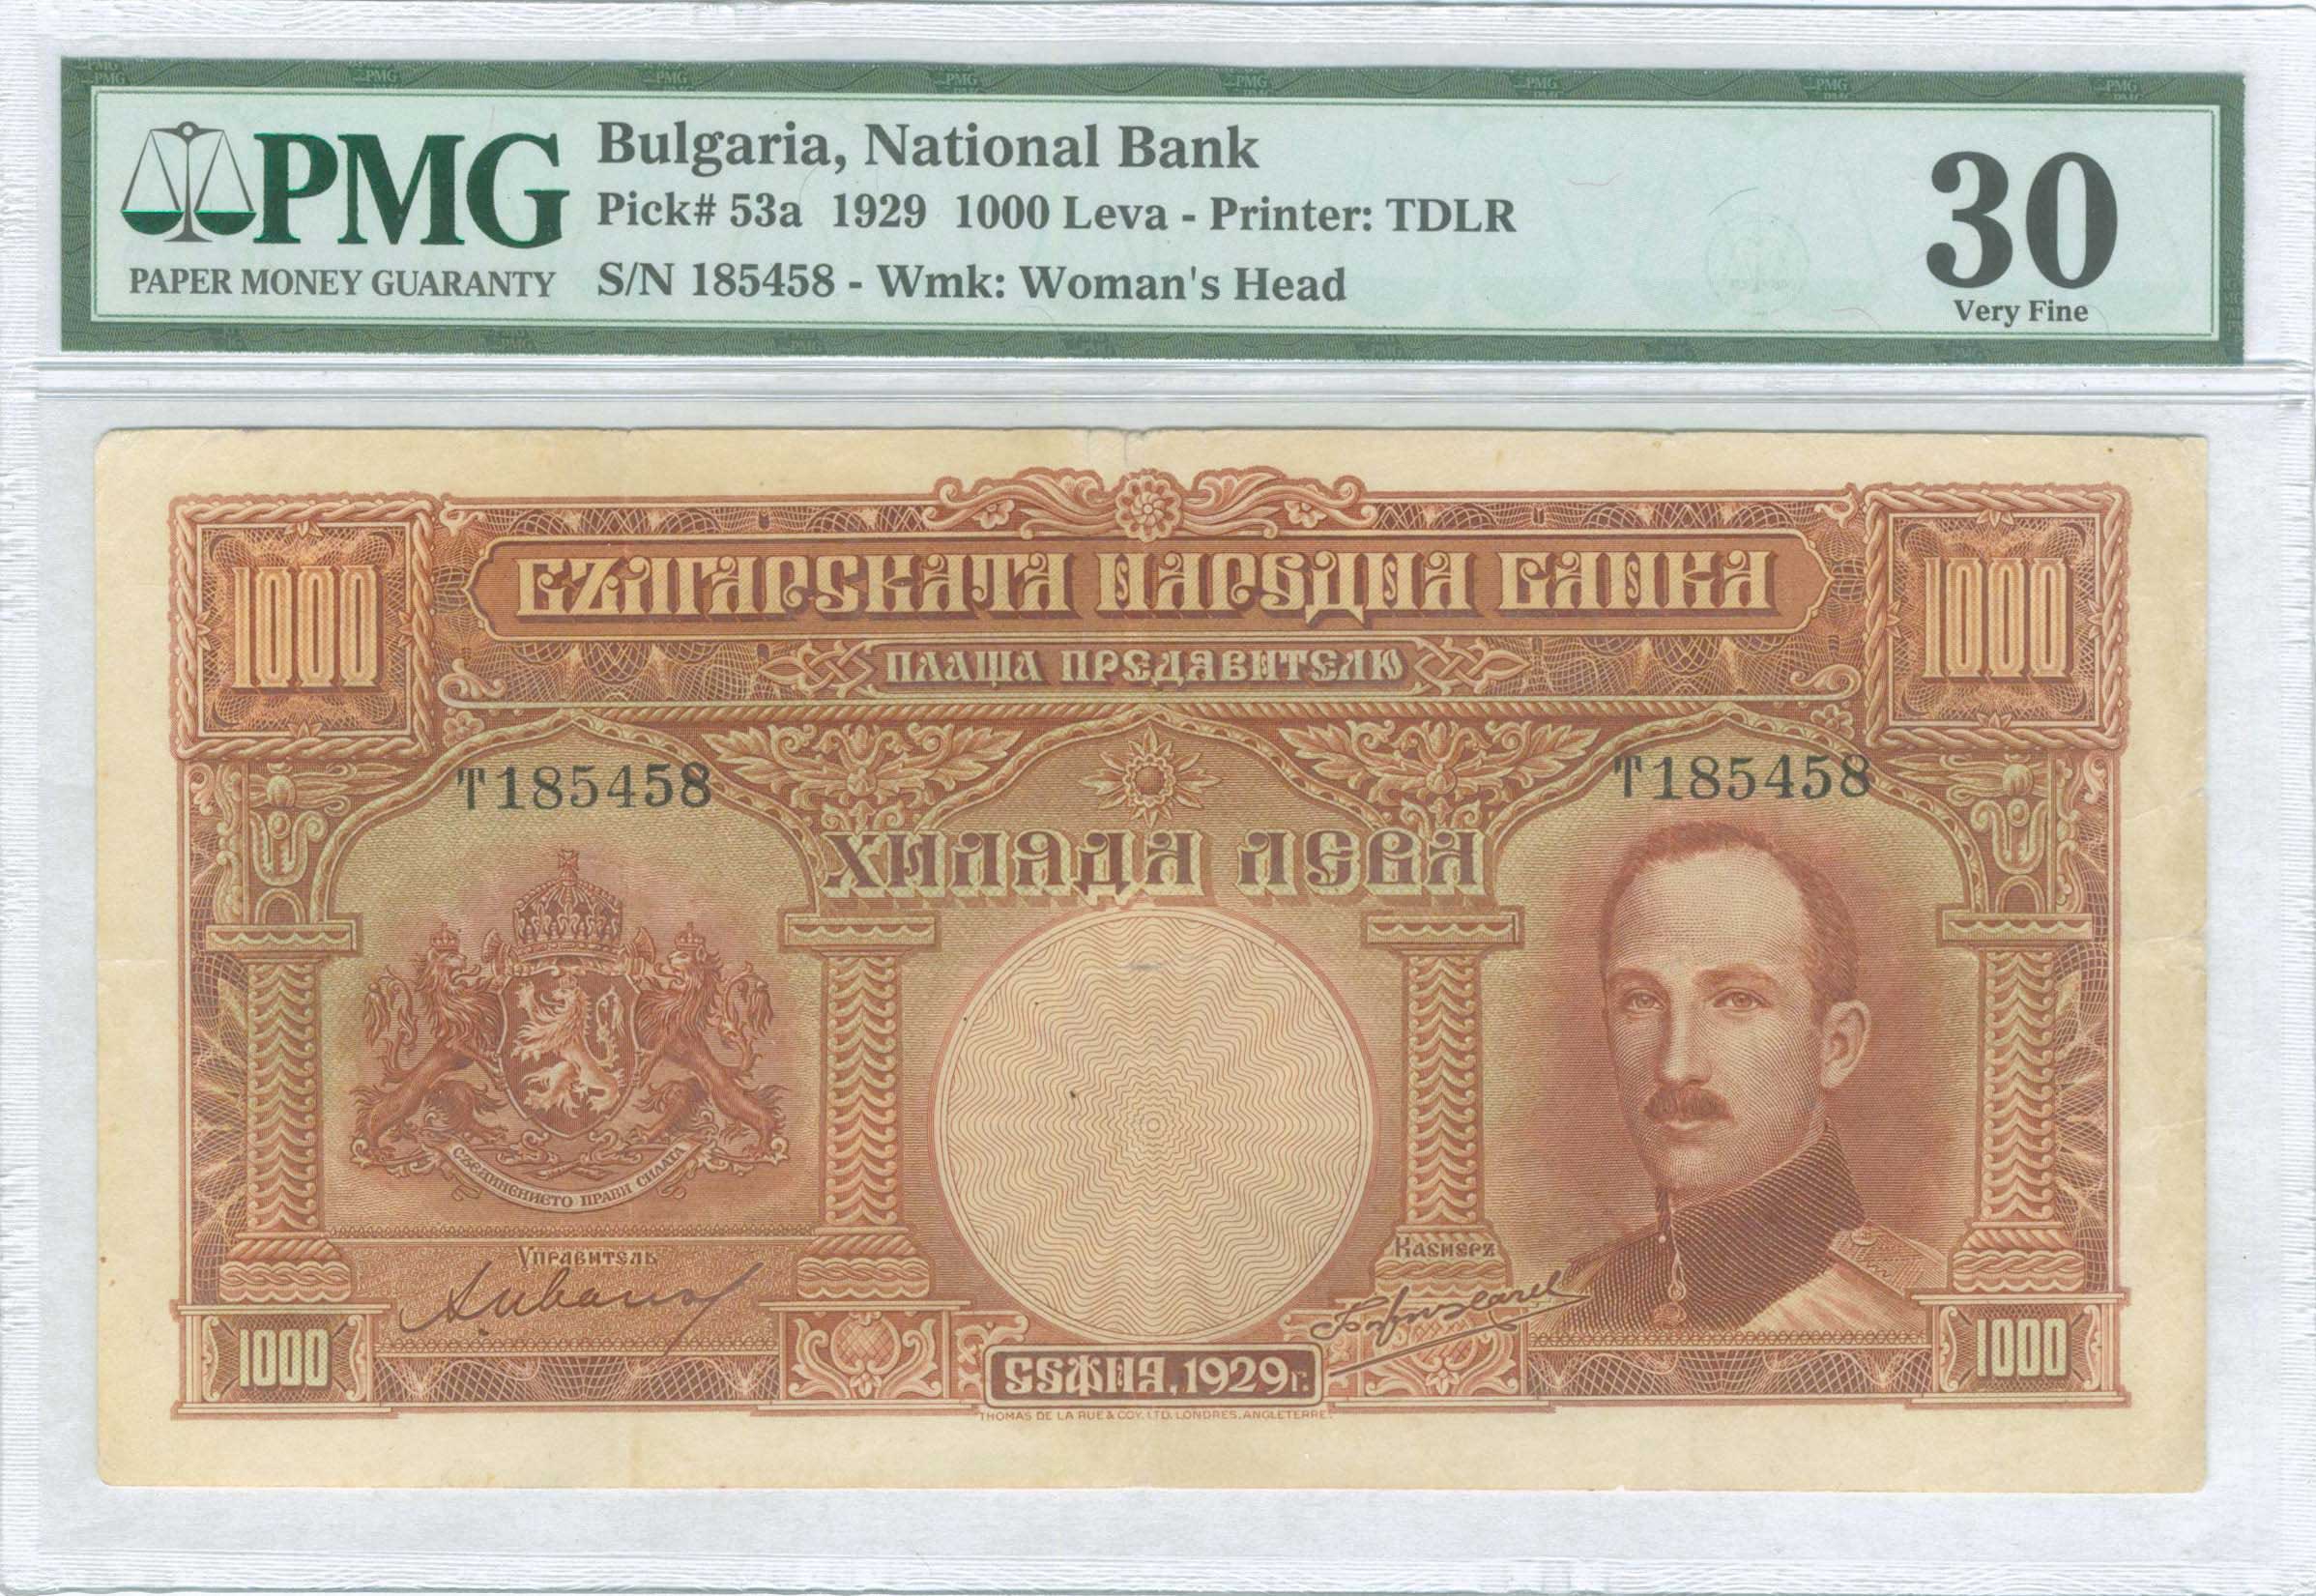 PMG
PAPER MONEY GUARANTY
Bulgaria, National Bank
Pick# 53a 1929 1000 Leva - Printer: TDLR
S/N 185458 - Wmk: Woman's Head
30
Very Fine
1000
БЪЛГАРСКАТА НАРОДНА БАНКА
1000
ПЛАЩА ПРЕДЯВИТЕЛЮ
Т185458
Т185458
ХИЛЯДА ЛЕВА
СЪЕДИНЕНИЕТО ПРАВИ СИЛАТА
УПРАВИТЕЛЬ
КАСИЕРЪ
1000
СОФИЯ, 1929г.
1000
THOMAS DE LA RUE & COY. LTD. LONDRES. ANGLETERRE.